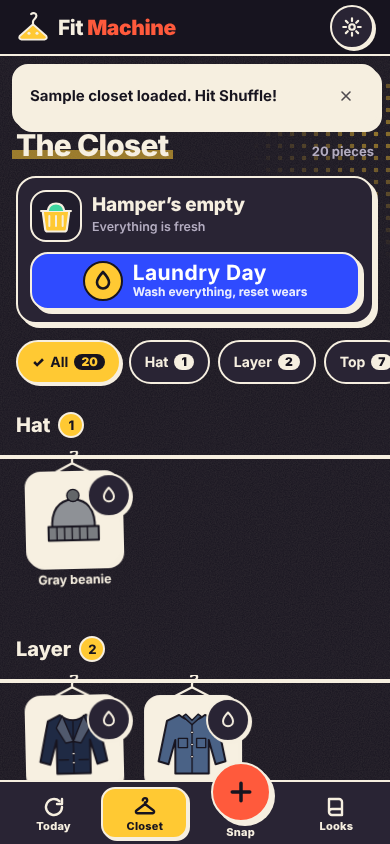 Fit Machine
Sample closet loaded. Hit Shuffle!
The Closet
20 pieces
Hamper's empty
Everything is fresh
Laundry Day
Wash everything, reset wears
All 20
Hat 1
Layer 2
Top 7
Hat 1
Gray beanie
Layer 2
Today
Closet
Snap
Looks